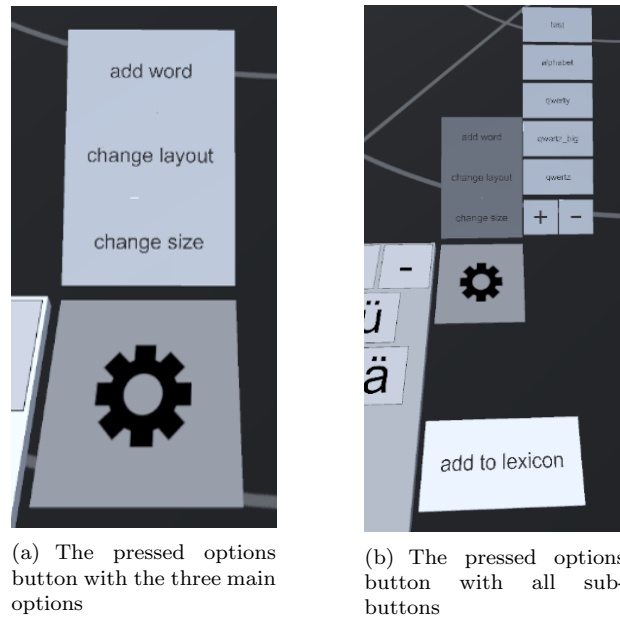 add word
change layout
change size
(a) The pressed options
button with the three main
options
test
alphabet
qwerty
qwertz_big
qwertz
add word
change layout
change size
+ -
-
ü
ä
add to lexicon
(b) The pressed options
button with all sub-
buttons